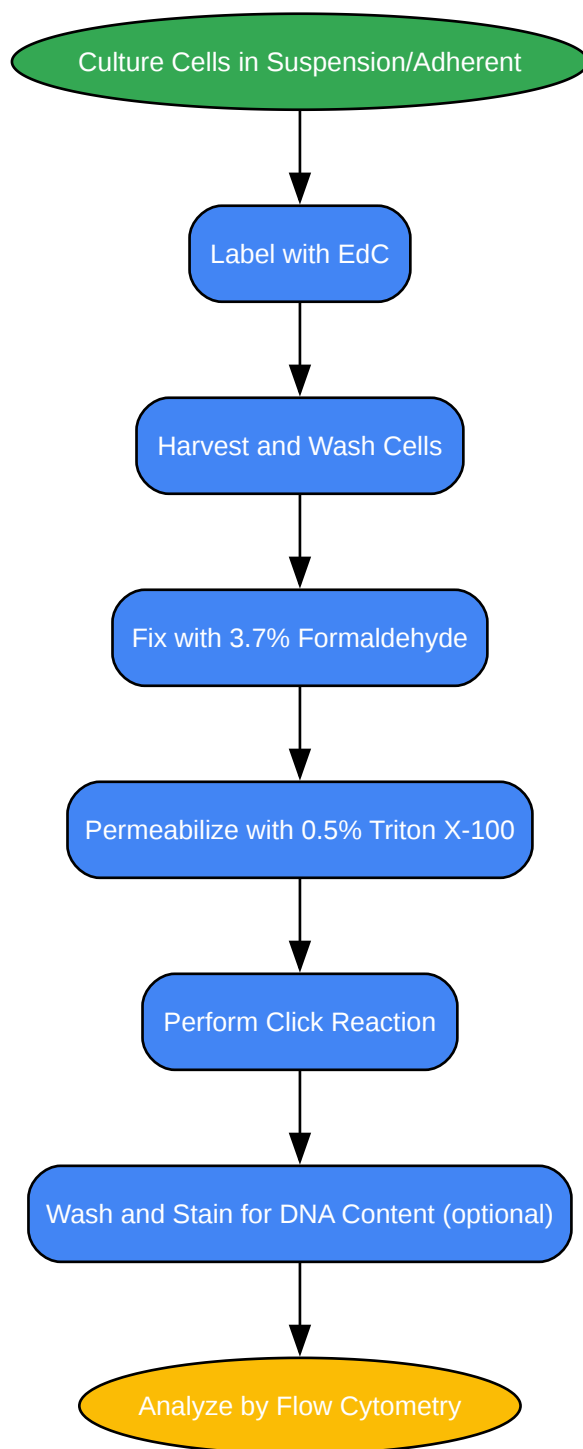 Culture Cells in Suspension/Adherent
Label with EdC
Harvest and Wash Cells
Fix with 3.7% Formaldehyde
Permeabilize with 0.5% Triton X-100
Perform Click Reaction
Wash and Stain for DNA Content (optional)
Analyze by Flow Cytometry